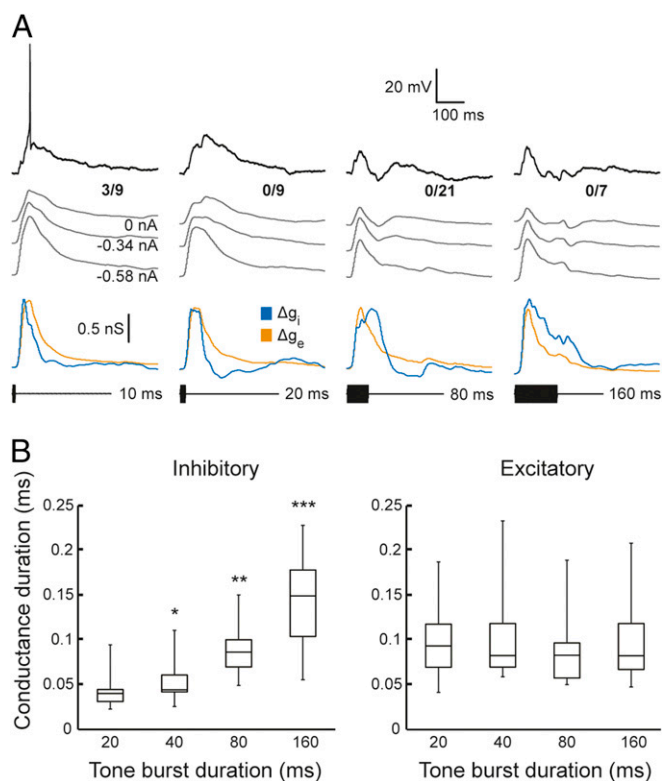 A
20 mV
100 ms
3/9 0/9 0/21 0/7
0 nA
-0.34 nA
-0.58 nA
0.5 nS
Δgi
Δge
10 ms 20 ms 80 ms 160 ms
B
Inhibitory Excitatory
Conductance duration (ms)
0.25 0.25
*** 
0.2 0.2
**
0.15 0.15
*
0.1 0.1
0.05 0.05
0 0
20 40 80 160 20 40 80 160
Tone burst duration (ms) Tone burst duration (ms)